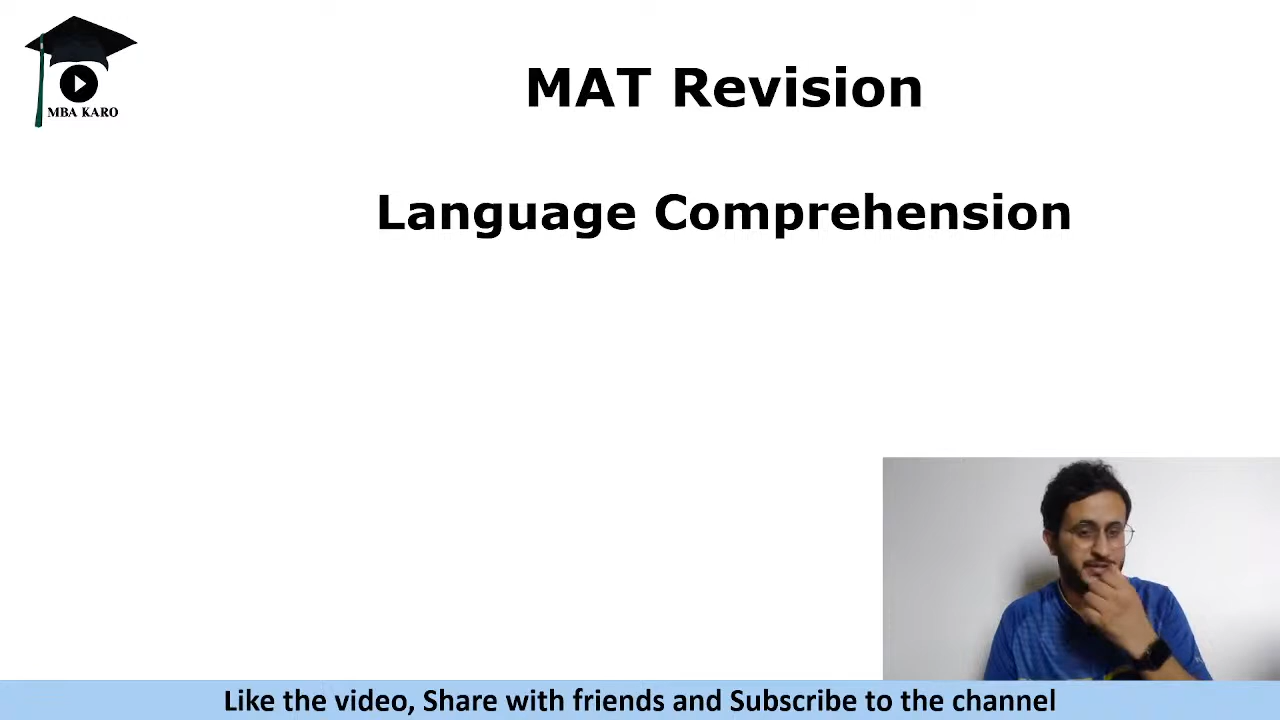 MBA KARO
MAT Revision
Language Comprehension
Like the video, Share with friends and Subscribe to the channel